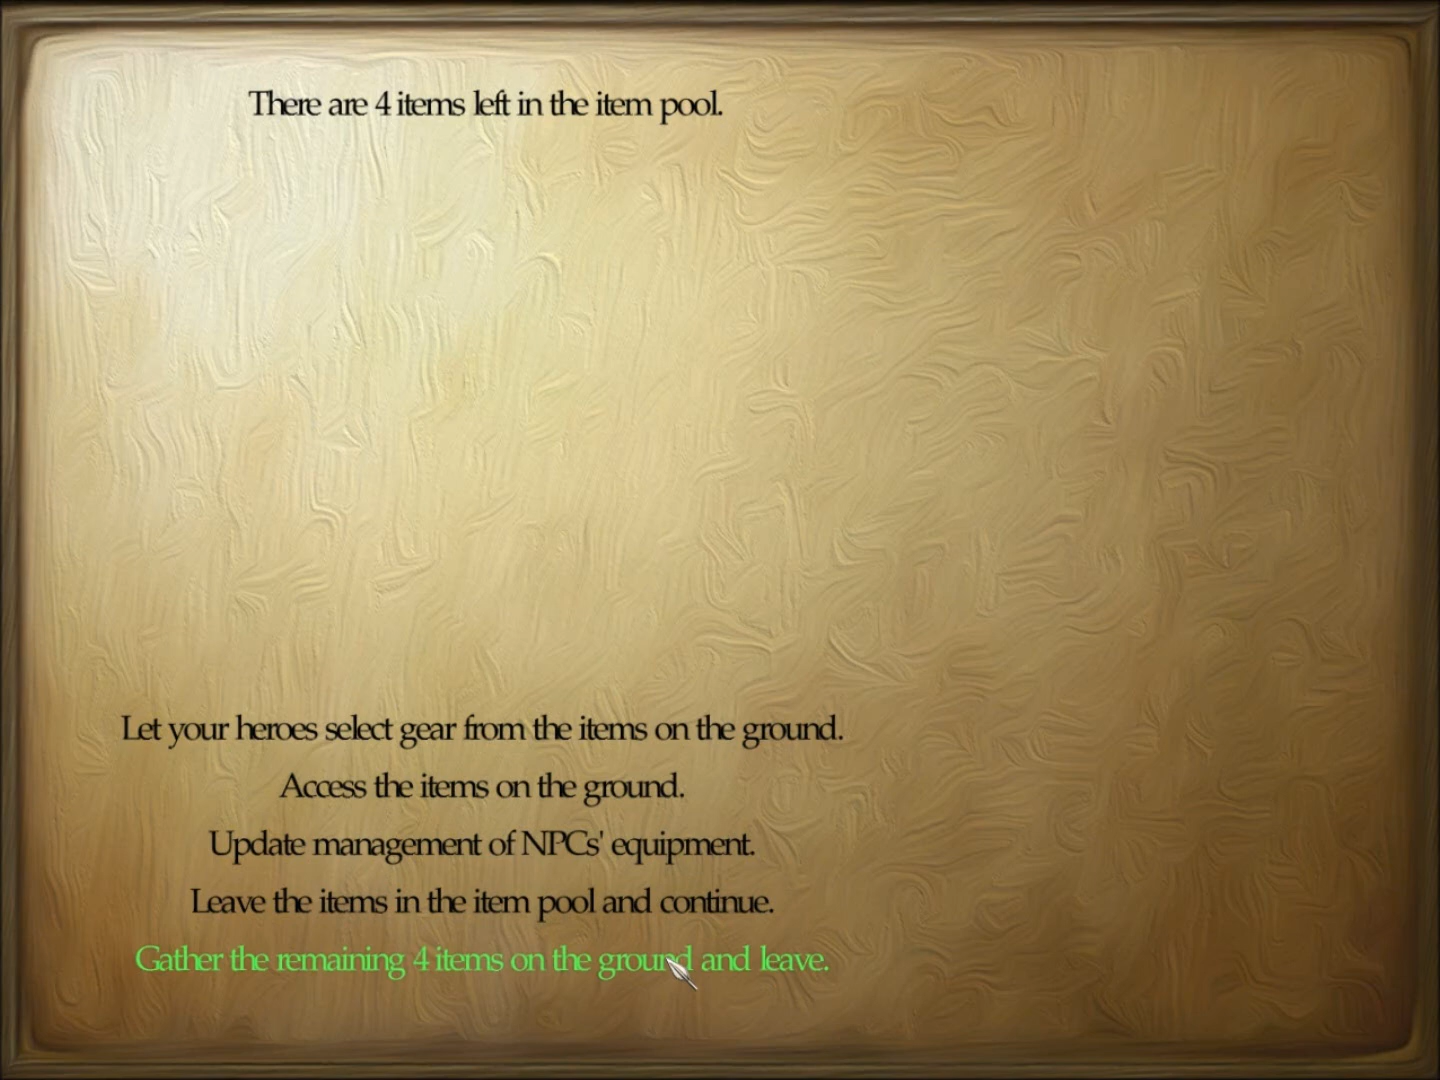 There are 4 items left in the item pool.
Let your heroes select gear from the items on the ground.
Access the items on the ground.
Update management of NPCs' equipment.
Leave the items in the item pool and continue.
Gather the remaining 4 items on the ground and leave.